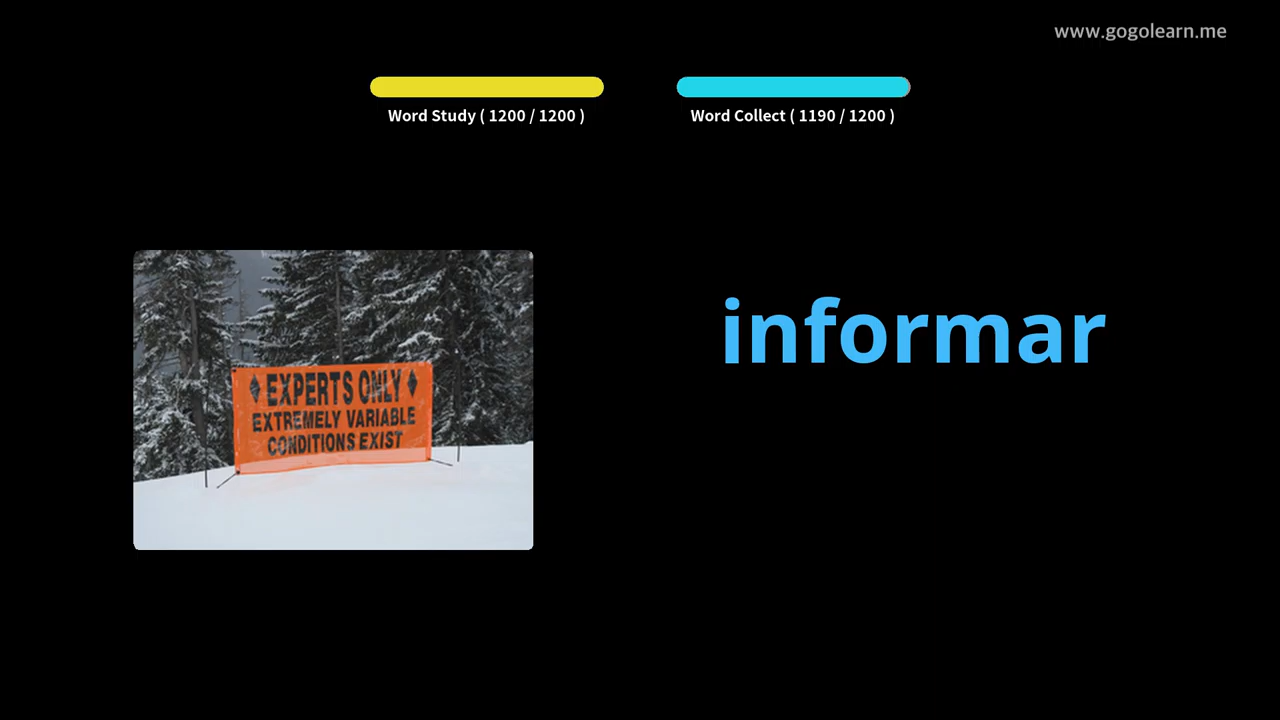 www.gogolearn.me
Word Study ( 1200 / 1200 )
Word Collect ( 1190 / 1200 )
informar
EXPERTS ONLY
EXTREMELY VARIABLE
CONDITIONS EXIST